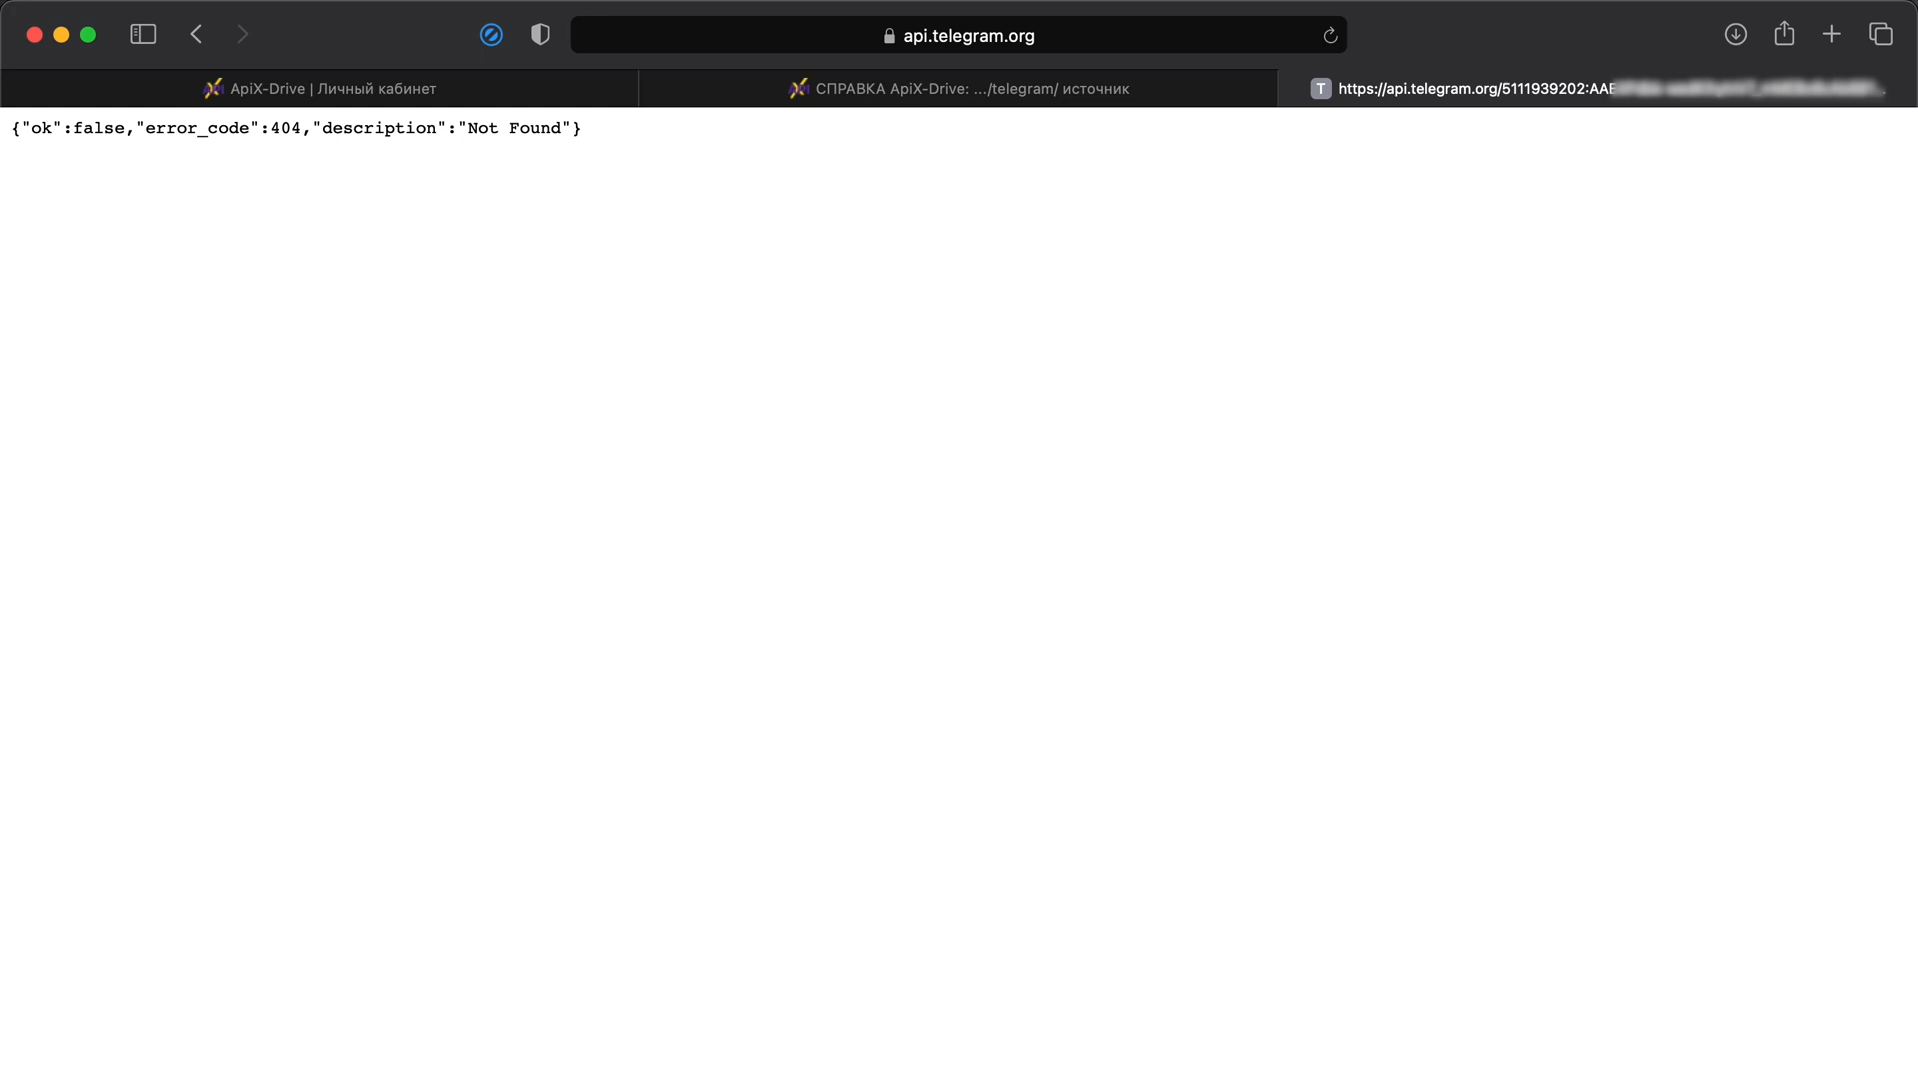 api.telegram.org
ApiX-Drive | Личный кабинет
СПРАВКА ApiX-Drive: .../telegram/ источник
T https://api.telegram.org/5111939202:AAE
{"ok":false,"error_code":404,"description":"Not Found"}